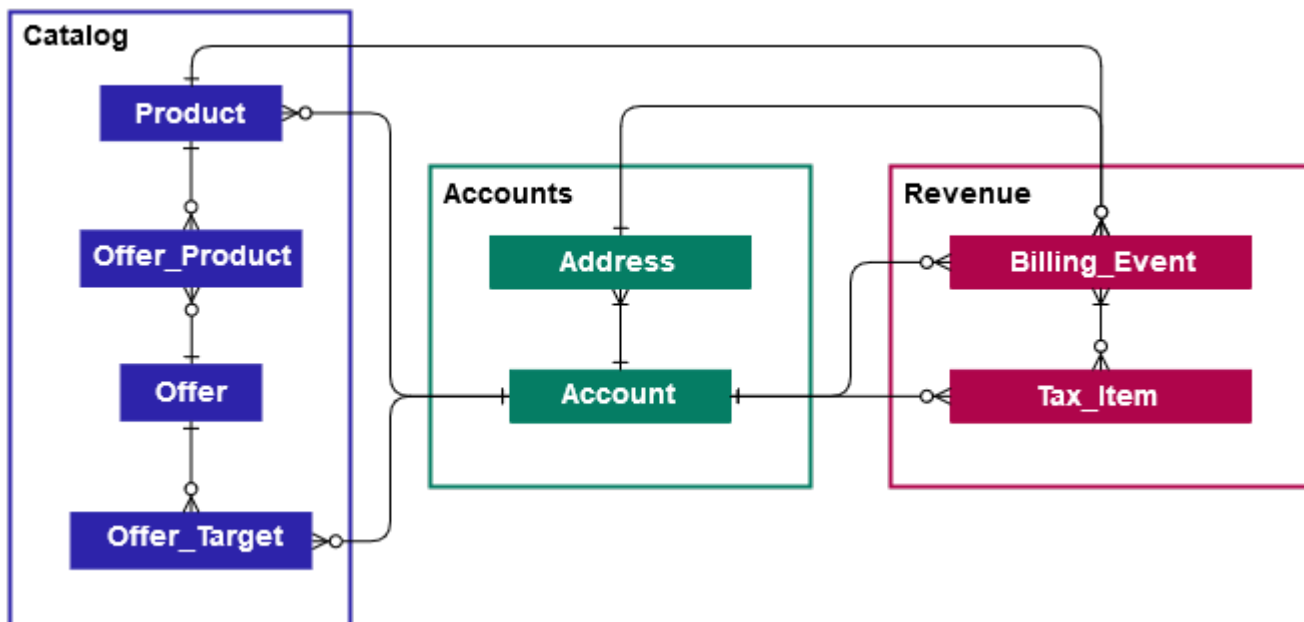 Catalog
Product
Offer_Product
Offer
Offer_Target
Accounts
Address
Account
Revenue
Billing_Event
Tax_Item